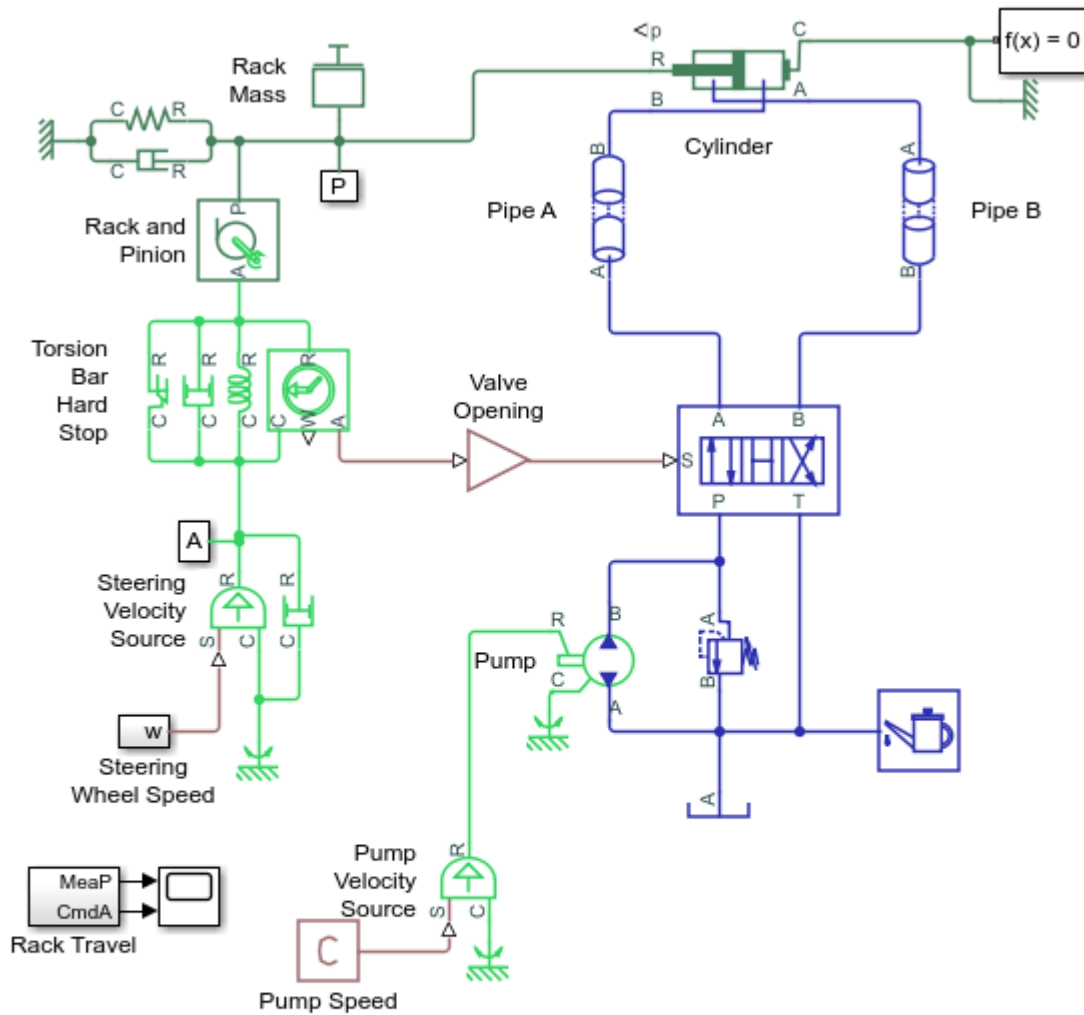 <p
C
f(x) = 0
R
Rack
Mass
B
A
C
R
C
R
Cylinder
P
B
A
Pipe A
Pipe B
P
Rack and
Pinion
A
A
B
Torsion
Bar
Hard
Stop
R
R
R
R
C
C
C
C
<W
A
Valve
Opening
A
B
S
P
T
A
Steering
Velocity
Source
R
R
S
C
C
R
B
A
Pump
C
B
A
w
Steering
Wheel Speed
A
MeaP
CmdA
Rack Travel
Pump
Velocity
Source
R
S
C
C
Pump Speed